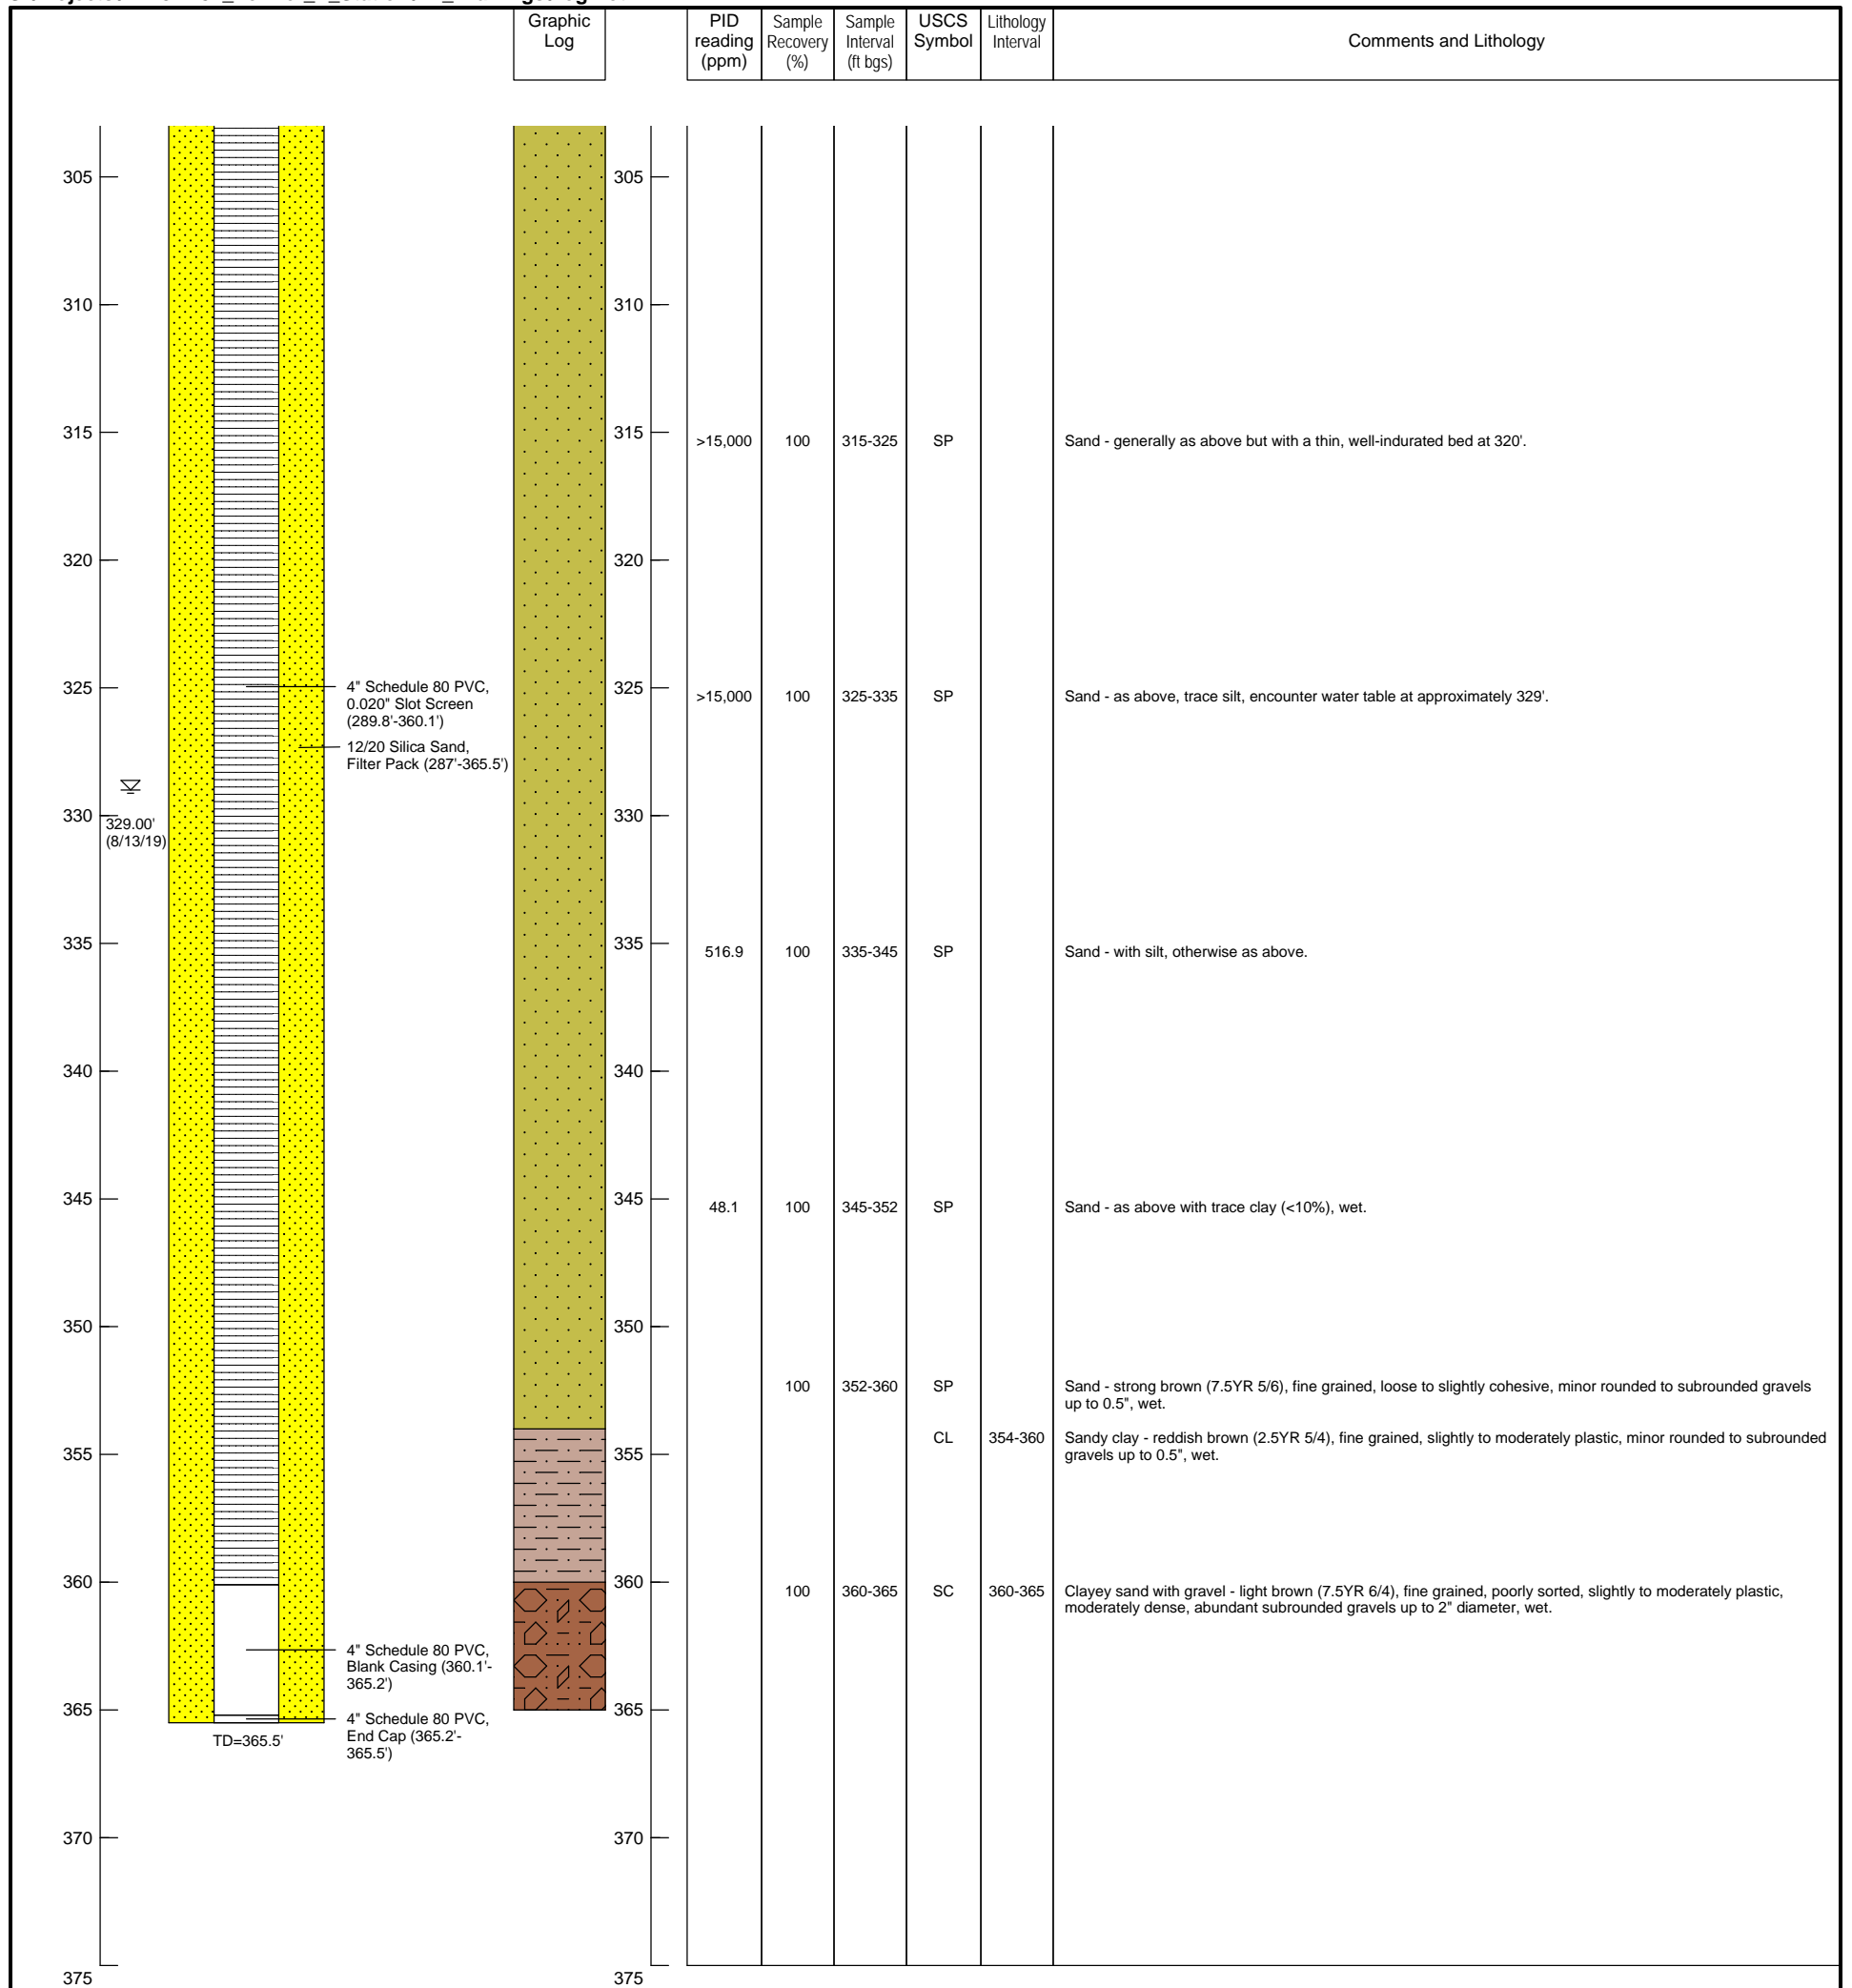 Graphic Log
PID reading (ppm)
Sample Recovery (%)
Sample Interval (ft bgs)
USCS Symbol
Lithology Interval
Comments and Lithology
305
305
310
310
315
315
>15,000 100 315-325 SP Sand - generally as above but with a thin, well-indurated bed at 320'.
320
320
325
4" Schedule 80 PVC,
0.020" Slot Screen
(289.8'-360.1')
325
>15,000 100 325-335 SP Sand - as above, trace silt, encounter water table at approximately 329'.
12/20 Silica Sand,
Filter Pack (287'-365.5')
330
330
329.00'
(8/13/19)
335
335
516.9 100 335-345 SP Sand - with silt, otherwise as above.
340
340
345
345
48.1 100 345-352 SP Sand - as above with trace clay (<10%), wet.
350
350
100 352-360 SP Sand - strong brown (7.5YR 5/6), fine grained, loose to slightly cohesive, minor rounded to subrounded gravels
up to 0.5", wet.
355
355
CL 354-360 Sandy clay - reddish brown (2.5YR 5/4), fine grained, slightly to moderately plastic, minor rounded to subrounded
gravels up to 0.5", wet.
360
360
100 360-365 SC 360-365 Clayey sand with gravel - light brown (7.5YR 6/4), fine grained, poorly sorted, slightly to moderately plastic,
moderately dense, abundant subrounded gravels up to 2" diameter, wet.
4" Schedule 80 PVC,
Blank Casing (360.1'-
365.2')
365
365
4" Schedule 80 PVC,
End Cap (365.2'-
365.5')
TD=365.5'
370
370
375
375